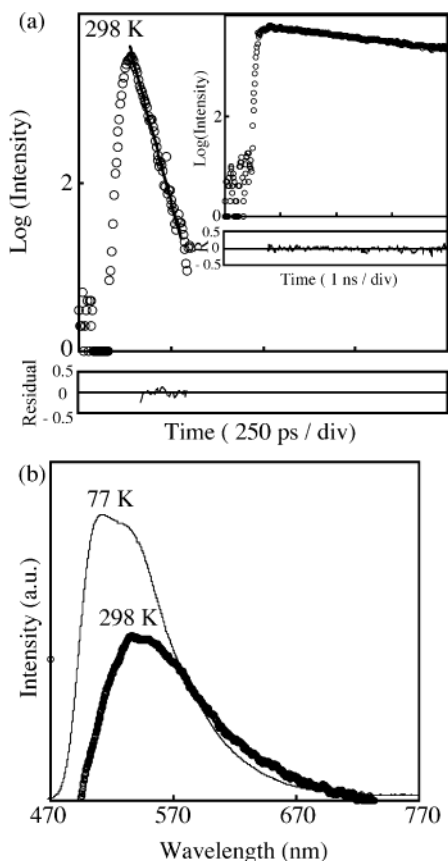 (a)
298 K
Log (Intensity)
2
0
Log(Intensity)
2
0
R
0.5
0
- 0.5
Time ( 1 ns / div)
Residual
0.5
0
- 0.5
Time ( 250 ps / div)
(b)
77 K
298 K
Intensity (a.u.)
470
570
670
770
Wavelength (nm)